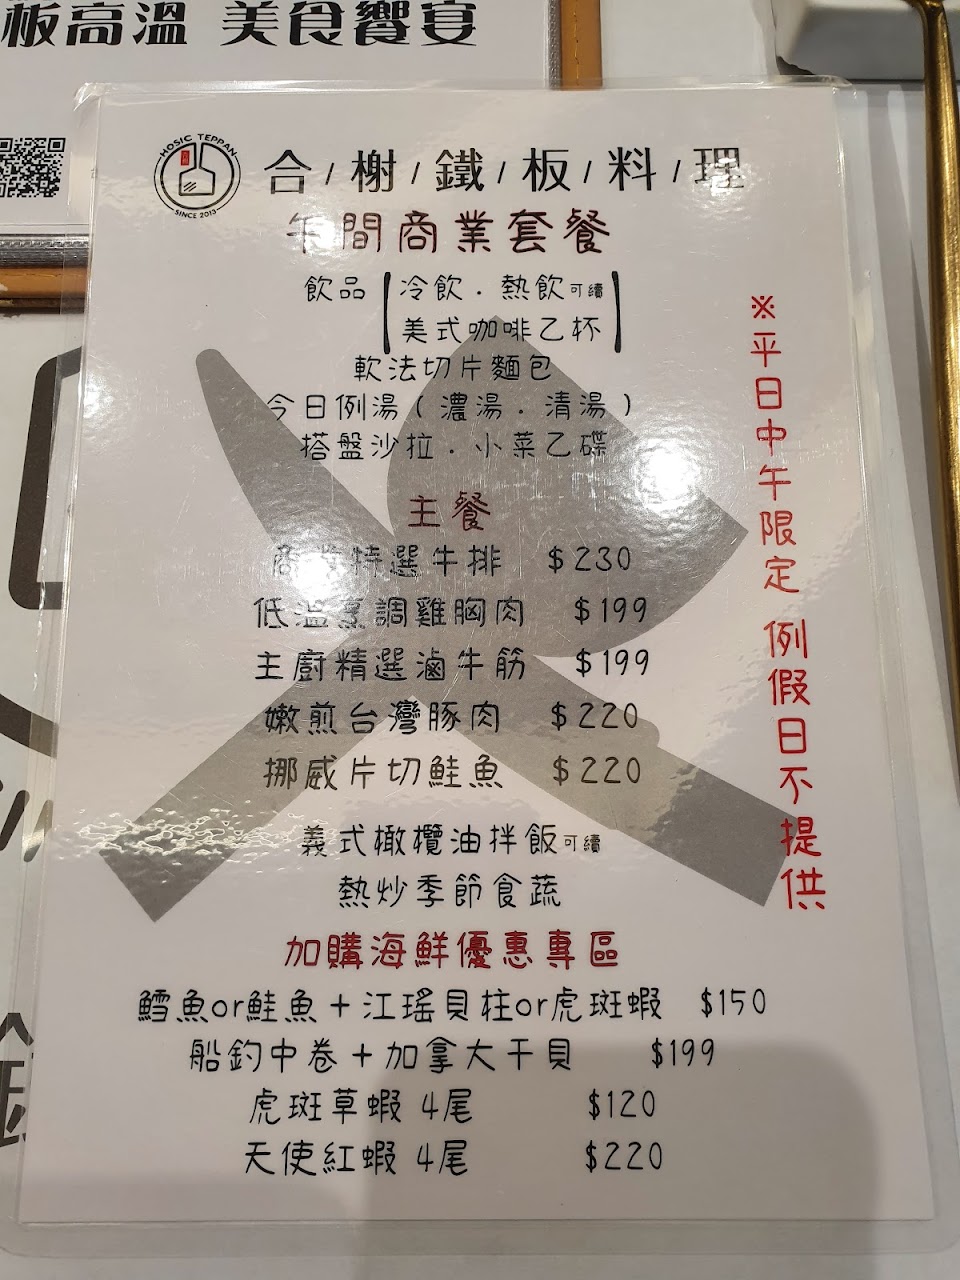 板高溫 美食饗宴
HOSIC TEPPAN
SINCE 2013
合/榭/鐵/板/料/理
午間商業套餐
飲品 冷飲．熱飲可續
美式咖啡乙杯
軟法切片麵包
今日例湯（濃湯．清湯）
搭盤沙拉．小菜乙碟
主餐
商業特選牛排 $230
低溫烹調雞胸肉 $199
主廚精選滷牛筋 $199
嫩煎台灣豚肉 $220
挪威片切鮭魚 $220
義式橄欖油拌飯可續
熱炒季節食蔬
加購海鮮優惠專區
鱈魚or鮭魚＋江瑤貝柱or虎斑蝦 $150
船釣中卷＋加拿大干貝 $199
虎斑草蝦 4尾 $120
天使紅蝦 4尾 $220
※平日中午限定 例假日不提供